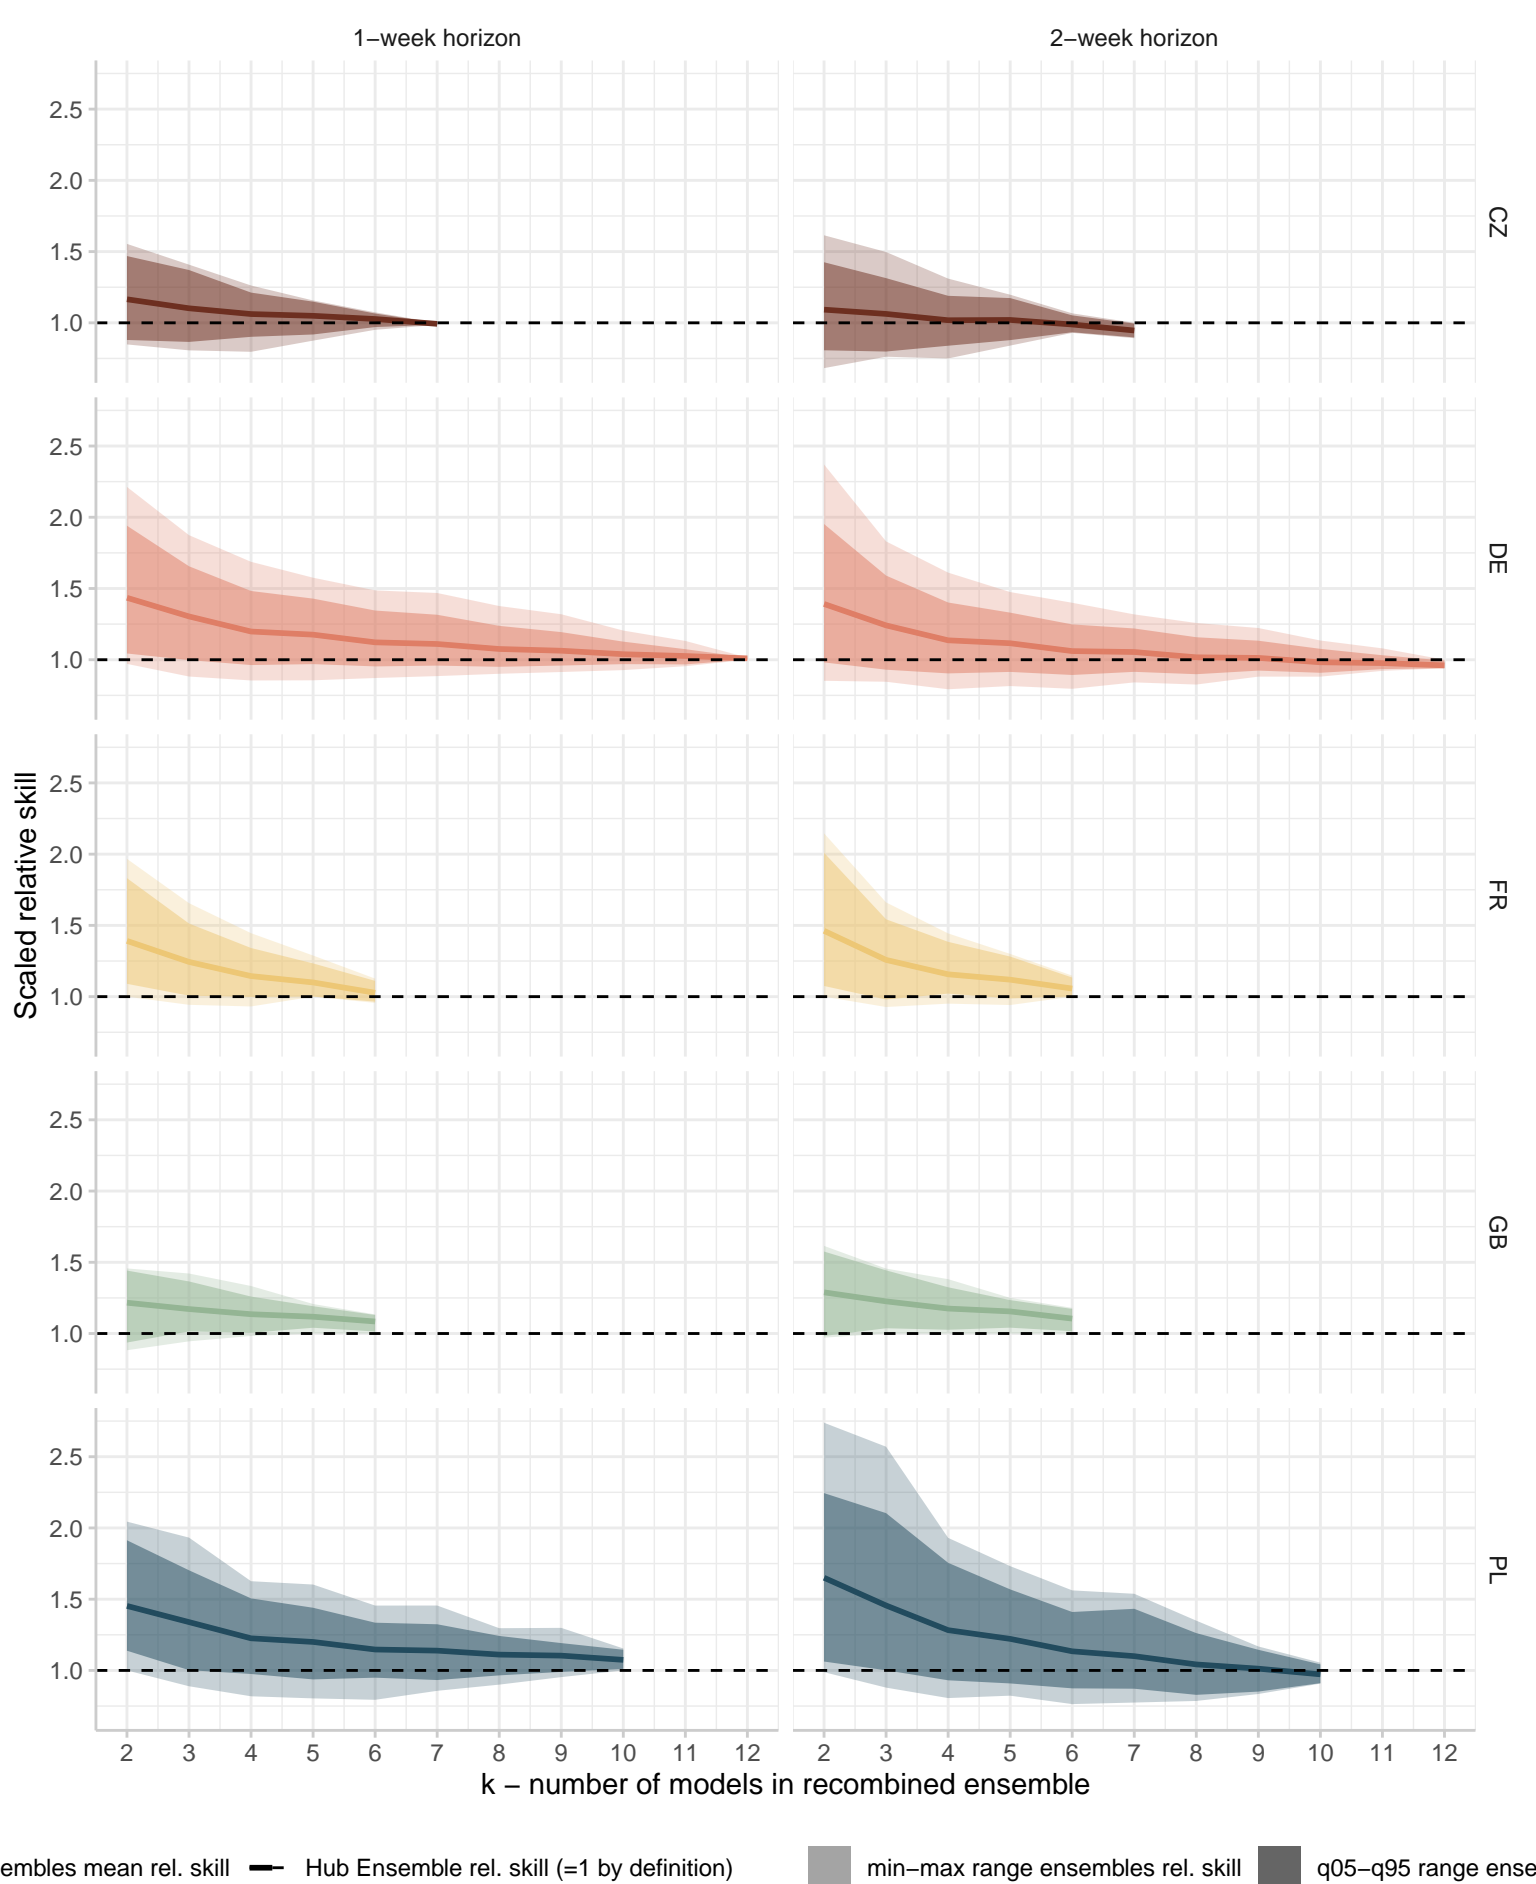 1−week horizon
2−week horizon
2.5
2.0
1.5
1.0
CZ
2.5
2.0
1.5
1.0
DE
Scaled relative skill
2.5
2.0
1.5
1.0
FR
2.5
2.0
1.5
1.0
GB
2.5
2.0
1.5
1.0
PL
2 3 4 5 6 7 8 9 10 11 12
2 3 4 5 6 7 8 9 10 11 12
k − number of models in recombined ensemble
embles mean rel. skill Hub Ensemble rel. skill (=1 by definition) min−max range ensembles rel. skill q05−q95 range ense